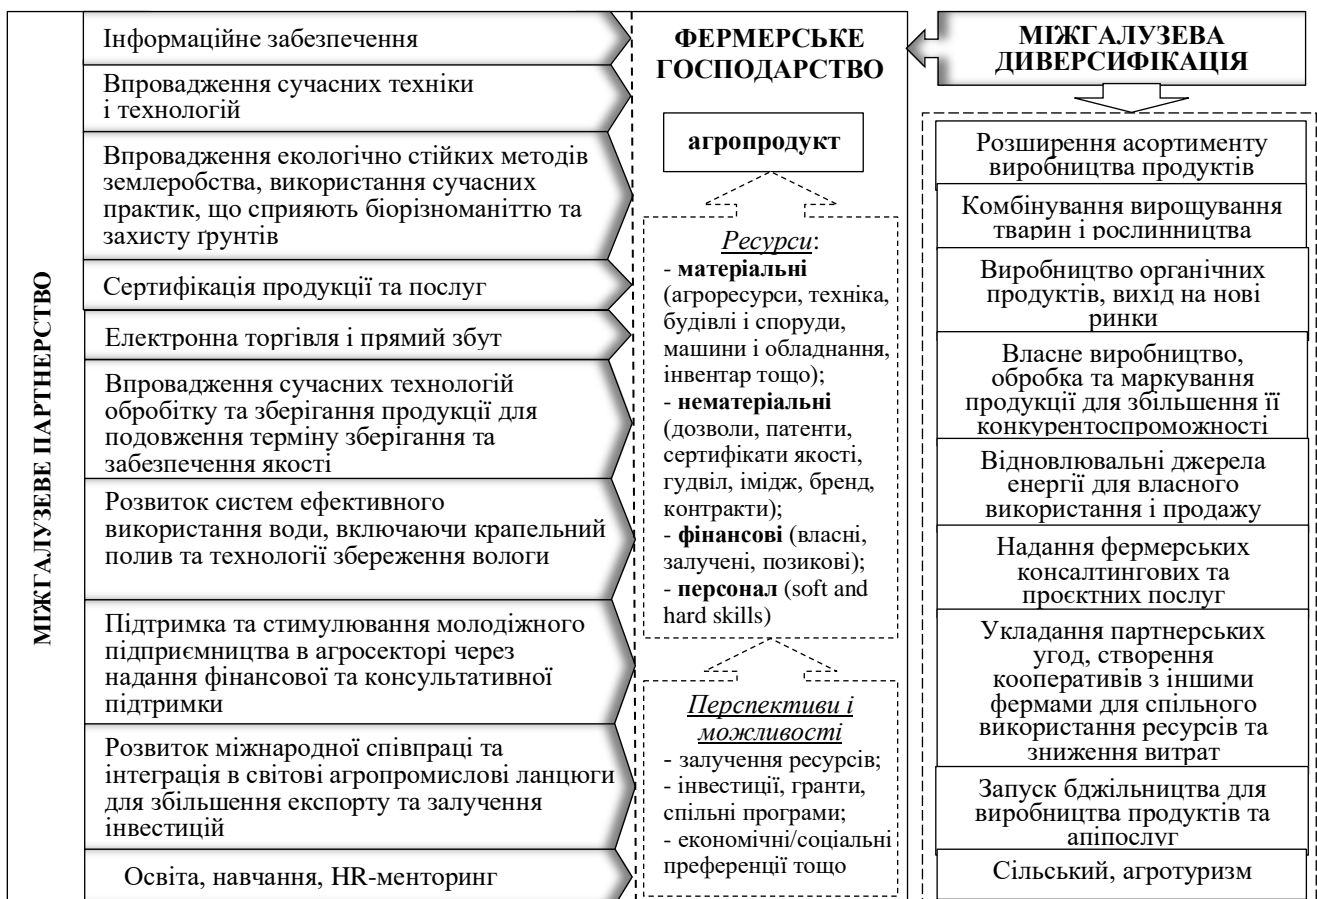 МІЖГАЛУЗЕВЕ ПАРТНЕРСТВО
Інформаційне забезпечення
Впровадження сучасних техніки
і технологій
Впровадження екологічно стійких методів
землеробства, використання сучасних
практик, що сприяють біорізноманіттю та
захисту ґрунтів
Сертифікація продукції та послуг
Електронна торгівля і прямий збут
Впровадження сучасних технологій
обробітку та зберігання продукції для
подовження терміну зберігання та
забезпечення якості
Розвиток систем ефективного
використання води, включаючи крапельний
полив та технології збереження вологи
Підтримка та стимулювання молодіжного
підприємництва в агросекторі через
надання фінансової та консультативної
підтримки
Розвиток міжнародної співпраці та
інтеграція в світові агропромислові ланцюги
для збільшення експорту та залучення
інвестицій
Освіта, навчання, HR-менторинг
ФЕРМЕРСЬКЕ
ГОСПОДАРСТВО
агропродукт
Ресурси:
- матеріальні
(агроресурси, техніка,
будівлі і споруди,
машини і обладнання,
інвентар тощо);
- нематеріальні
(дозволи, патенти,
сертифікати якості,
гудвіл, імідж, бренд,
контракти);
- фінансові (власні,
залучені, позикові);
- персонал (soft and
hard skills)
Перспективи і
можливості
- залучення ресурсів;
- інвестиції, гранти,
спільні програми;
- економічні/соціальні
преференції тощо
МІЖГАЛУЗЕВА
ДИВЕРСИФІКАЦІЯ
Розширення асортименту
виробництва продуктів
Комбінування вирощування
тварин і рослинництва
Виробництво органічних
продуктів, вихід на нові
ринки
Власне виробництво,
обробка та маркування
продукції для збільшення її
конкурентоспроможності
Відновлювальні джерела
енергії для власного
використання і продажу
Надання фермерських
консалтингових та
проєктних послуг
Укладання партнерських
угод, створення
кооперативів з іншими
фермами для спільного
використання ресурсів та
зниження витрат
Запуск бджільництва для
виробництва продуктів та
апіпослуг
Сільський, агротуризм